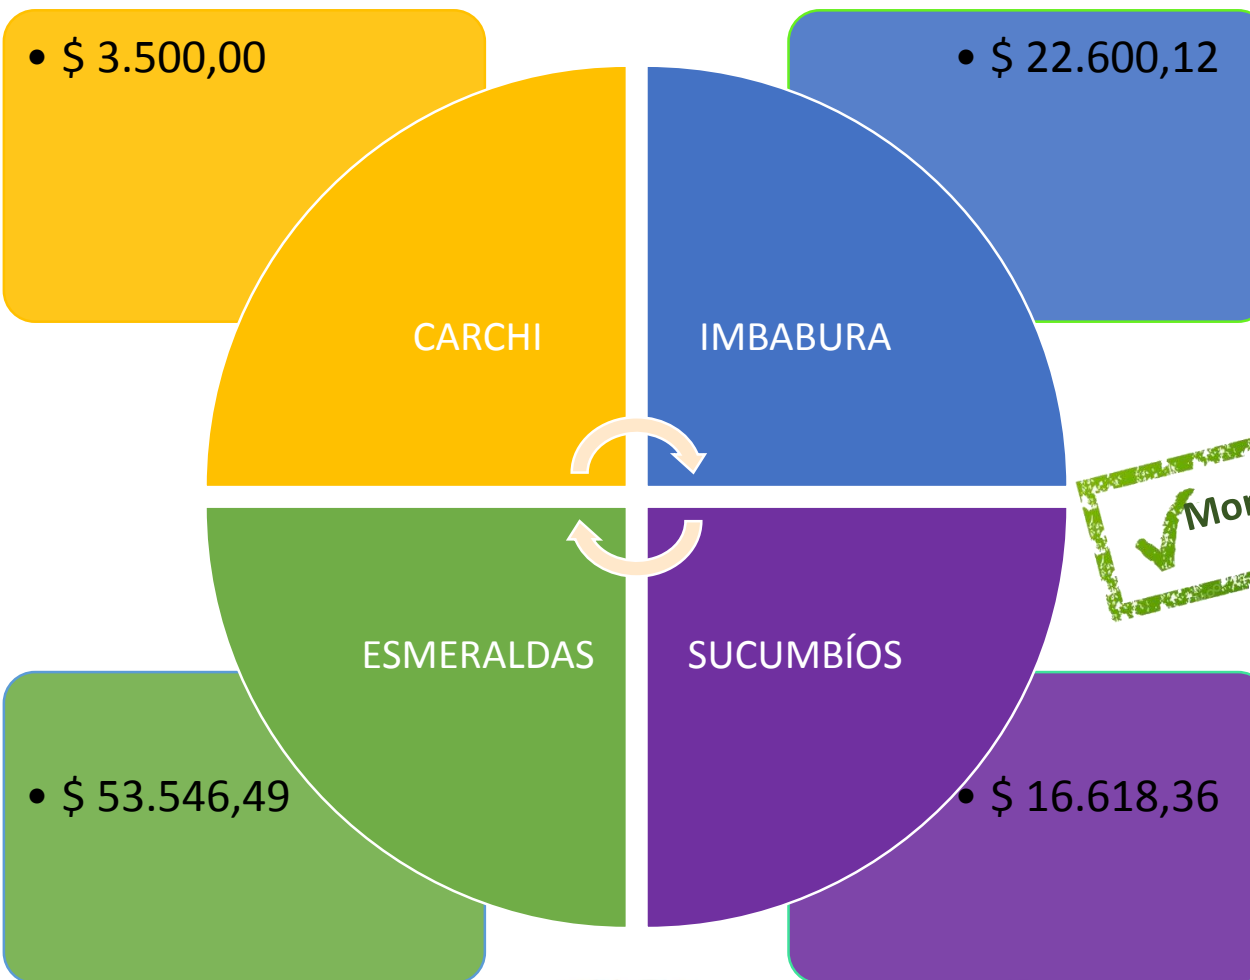 • $ 3.500,00
• $ 22.600,12
CARCHI
IMBABURA
ESMERALDAS
SUCUMBÍOS
• $ 53.546,49
• $ 16.618,36